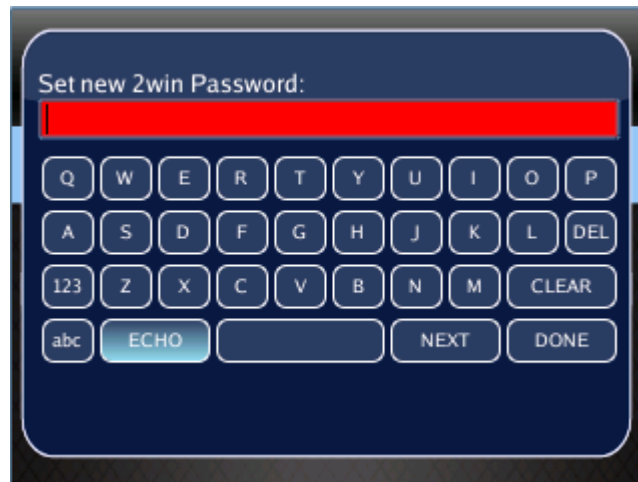 Set new 2win Password:
Q W E R T Y U I O P
A S D F G H J K L DEL
123 Z X C V B N M CLEAR
abc ECHO NEXT DONE